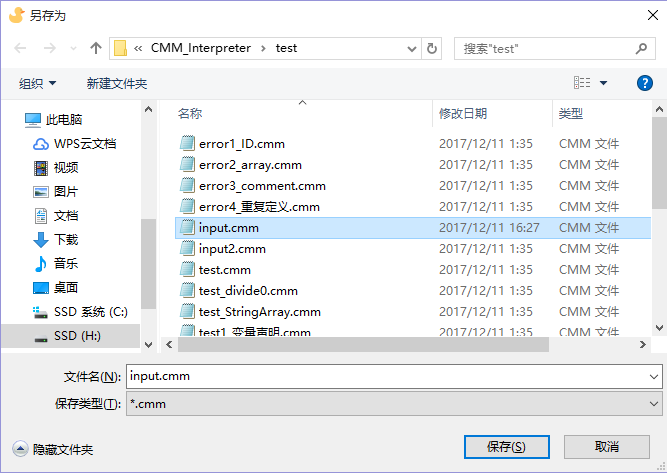 另存为
« CMM_Interpreter › test
搜索"test"
组织 新建文件夹
此电脑
WPS云文档
视频
图片
文档
下载
音乐
桌面
SSD 系统 (C:)
SSD (H:)
名称 修改日期 类型
error1_ID.cmm 2017/12/11 1:35 CMM 文件
error2_array.cmm 2017/12/11 1:35 CMM 文件
error3_comment.cmm 2017/12/11 1:35 CMM 文件
error4_重复定义.cmm 2017/12/11 1:35 CMM 文件
input.cmm 2017/12/11 16:27 CMM 文件
input2.cmm 2017/12/11 1:35 CMM 文件
test.cmm 2017/12/11 1:35 CMM 文件
test_divide0.cmm 2017/12/11 1:35 CMM 文件
test_StringArray.cmm 2017/12/11 1:35 CMM 文件
test1_变量声明.cmm 2017/12/11 1:35 CMM 文件
文件名(N): input.cmm
保存类型(T): *.cmm
隐藏文件夹
保存(S) 取消